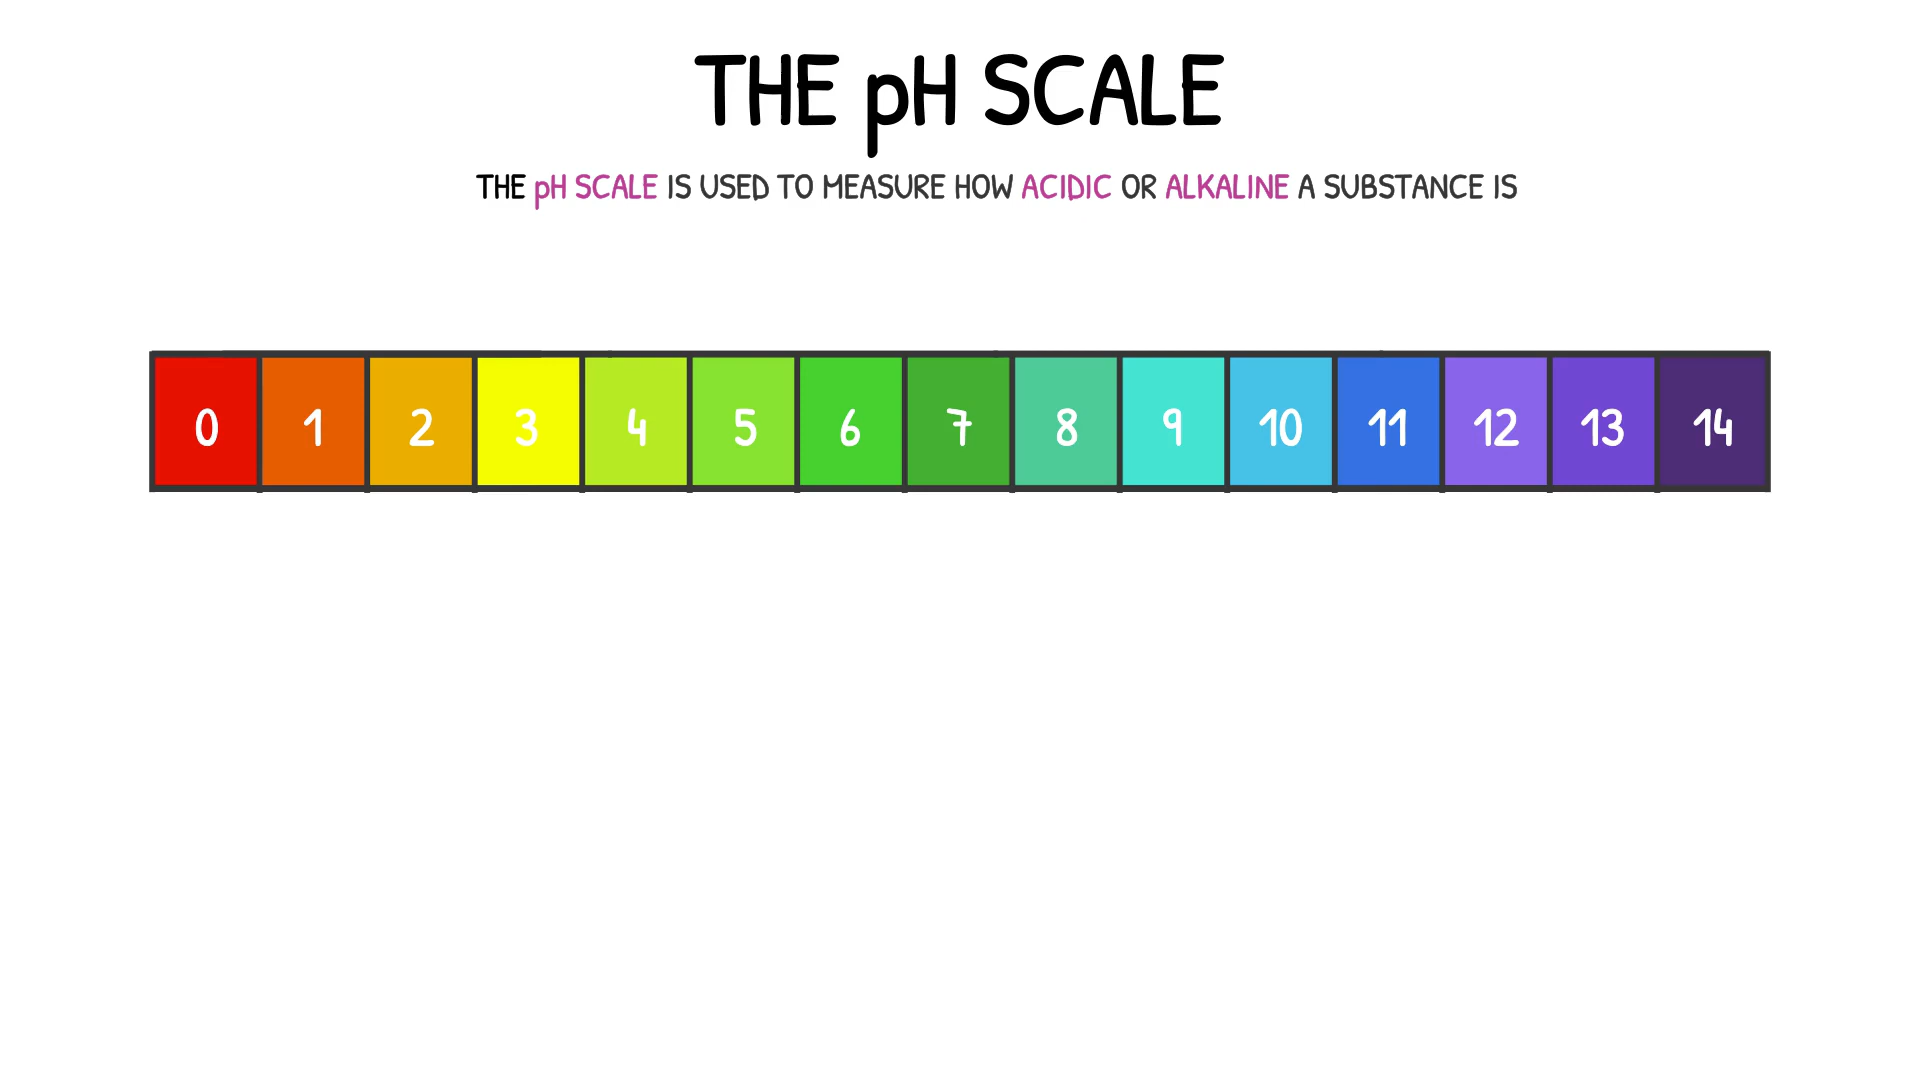 THE pH SCALE
THE pH SCALE IS USED TO MEASURE HOW ACIDIC OR ALKALINE A SUBSTANCE IS
0 1 2 3 4 5 6 7 8 9 10 11 12 13 14